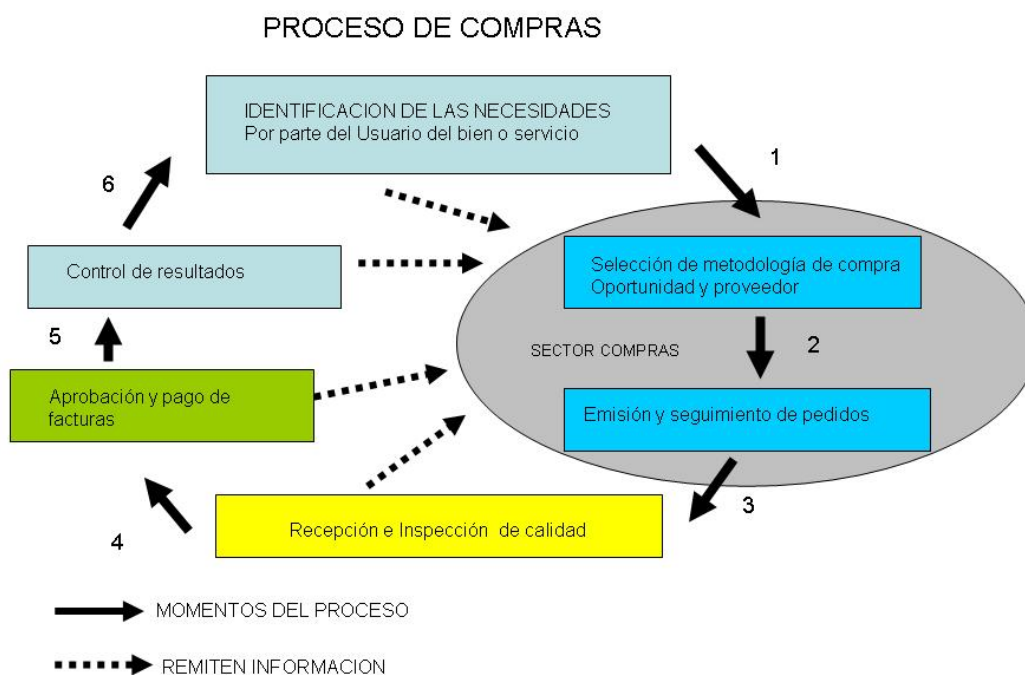 PROCESO DE COMPRAS
IDENTIFICACION DE LAS NECESIDADES
Por parte del Usuario del bien o servicio
1
6
Control de resultados
Selección de metodología de compra
Oportunidad y proveedor
5
SECTOR COMPRAS
2
Aprobación y pago de
facturas
Emisión y seguimiento de pedidos
3
Recepción e Inspección de calidad
4
MOMENTOS DEL PROCESO
REMITEN INFORMACION